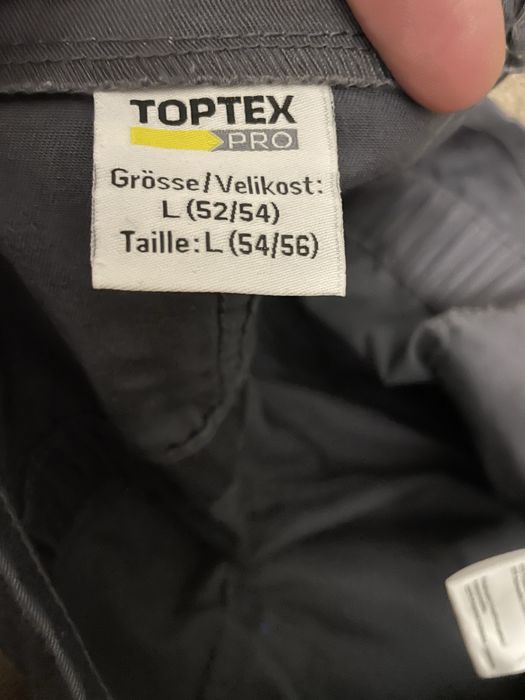 TOPTEX
PRO
Grösse/Velikost:
L (52/54)
Taille: L (54/56)